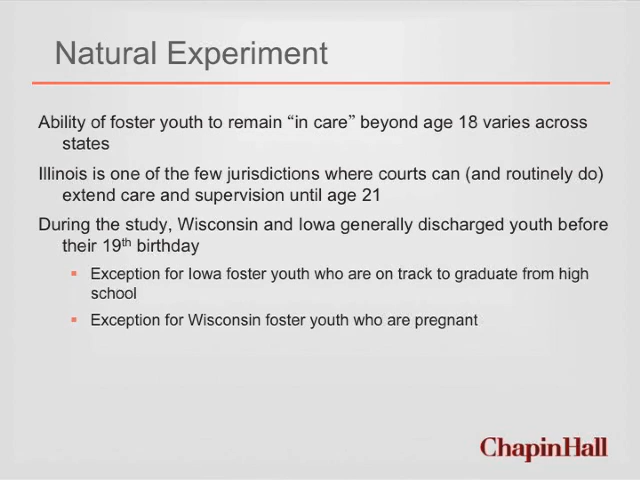 Natural Experiment
Ability of foster youth to remain “in care” beyond age 18 varies across
states
Illinois is one of the few jurisdictions where courts can (and routinely do)
extend care and supervision until age 21
During the study, Wisconsin and Iowa generally discharged youth before
their 19th birthday
▪ Exception for Iowa foster youth who are on track to graduate from high
school
▪ Exception for Wisconsin foster youth who are pregnant
ChapinHall